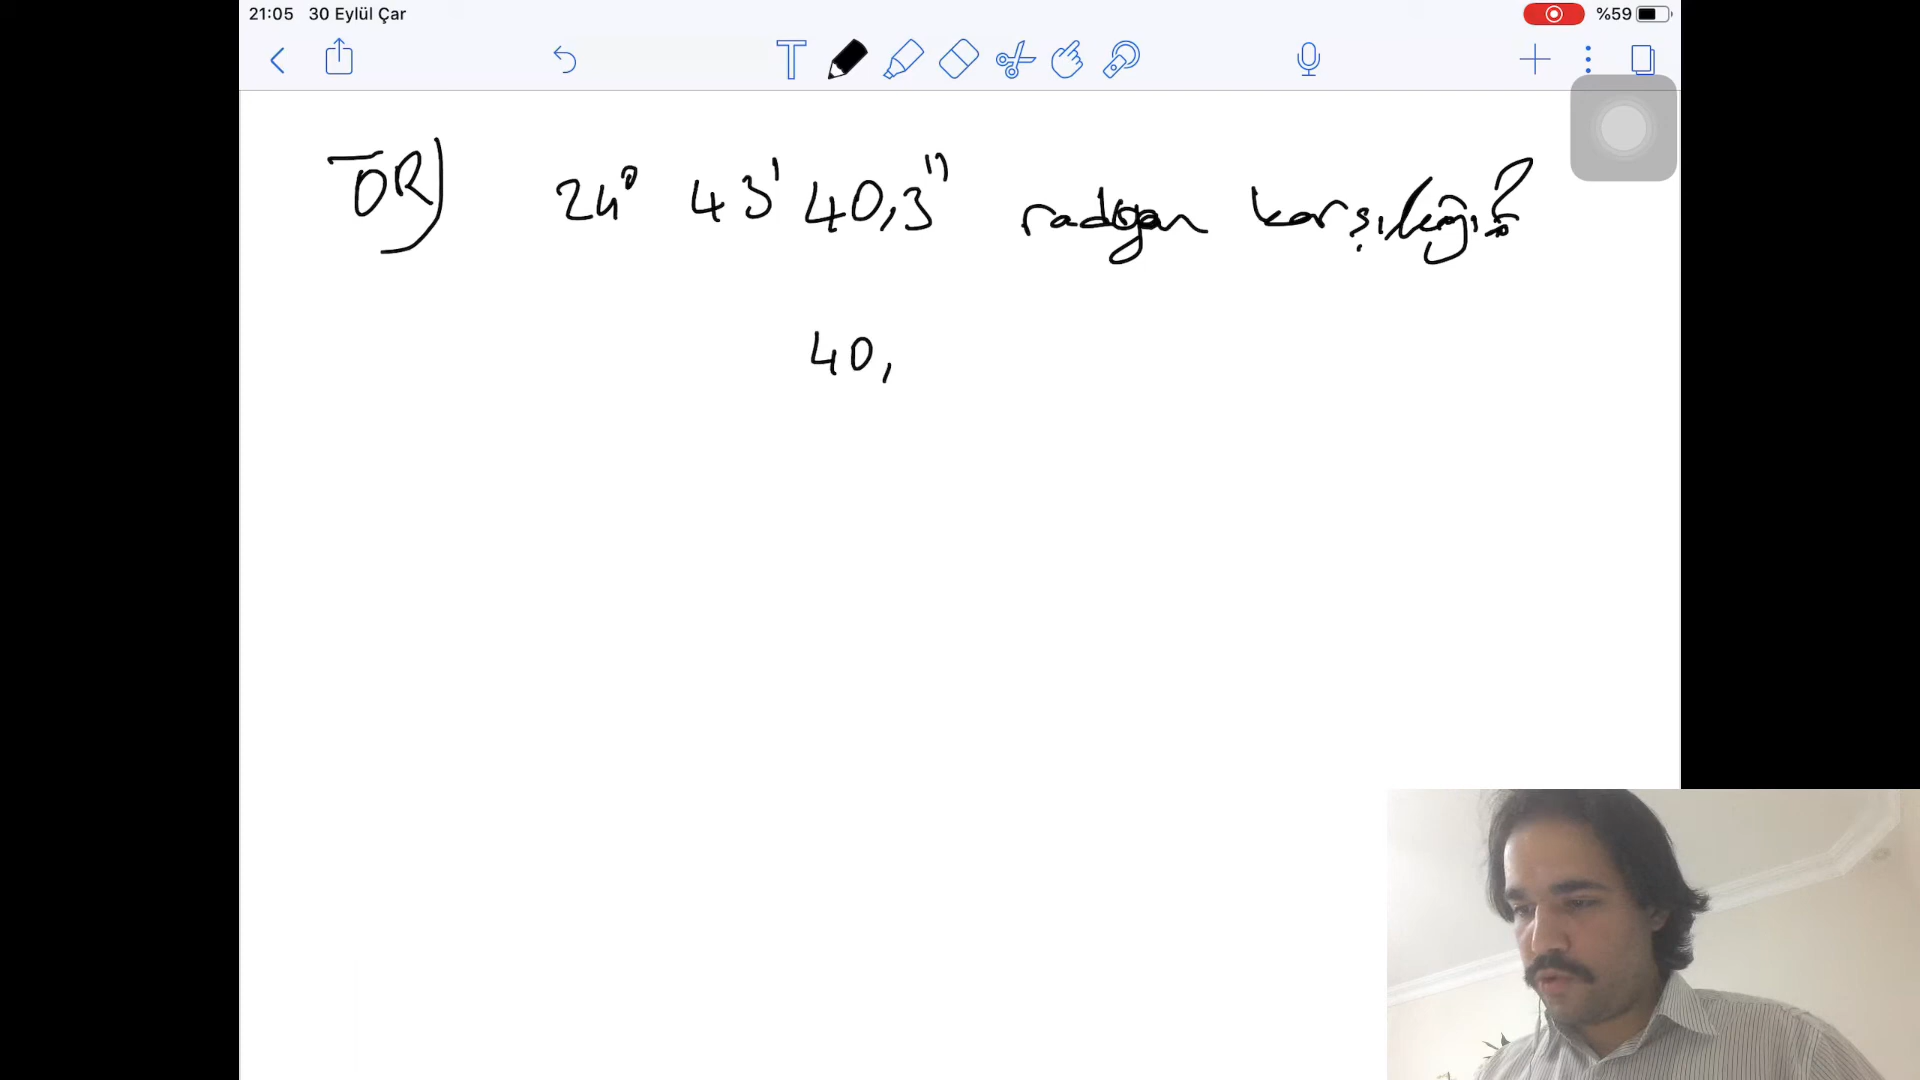 21:05 30 Eylül Çar %59
T
ÖR) 24° 43' 40,3'' radyan karşılığı?
40,